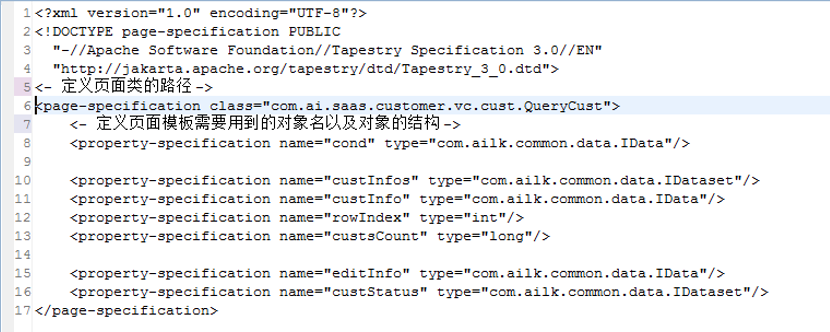 1 <?xml version="1.0" encoding="UTF-8"?>
2 <!DOCTYPE page-specification PUBLIC
3   "-//Apache Software Foundation//Tapestry Specification 3.0//EN"
4   "http://jakarta.apache.org/tapestry/dtd/Tapestry_3_0.dtd">
5 <- 定义页面类的路径 ->
6 <page-specification class="com.ai.saas.customer.vc.cust.QueryCust">
7     <- 定义页面模板需要用到的对象名以及对象的结构 ->
8     <property-specification name="cond" type="com.ailk.common.data.IData"/>
9
10     <property-specification name="custInfos" type="com.ailk.common.data.IDataset"/>
11     <property-specification name="custInfo" type="com.ailk.common.data.IData"/>
12     <property-specification name="rowIndex" type="int"/>
13     <property-specification name="custsCount" type="long"/>
14
15     <property-specification name="editInfo" type="com.ailk.common.data.IData"/>
16     <property-specification name="custStatus" type="com.ailk.common.data.IDataset"/>
17 </page-specification>